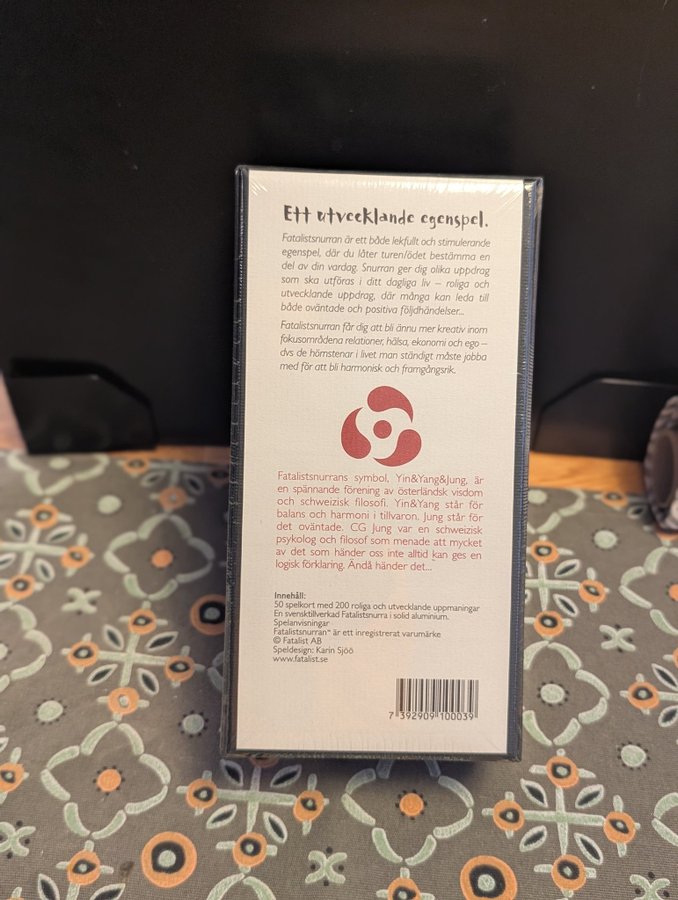 Ett utvecklande egenspel.
Fatalistsnurran är ett både lekfullt och stimulerande
egenspel, där du låter turen/ödet bestämma en
del av din vardag. Snurran ger dig olika uppdrag
som ska utföras i ditt dagliga liv – roliga och
utvecklande uppdrag, där många kan leda till
både oväntade och positiva följdhändelser...
Fatalistsnurran får dig att bli ännu mer kreativ inom
fokusområdena relationer, hälsa, ekonomi och ego –
dvs de hörnstenar i livet man ständigt måste jobba
med för att bli harmonisk och framgångsrik.
Fatalistsnurrans symbol, Yin&Yang&Jung, är
en spännande förening av österländsk visdom
och schweizisk filosofi. Yin&Yang står för
balans och harmoni i tillvaron. Jung står för
det oväntade. CG Jung var en schweizisk
psykolog och filosof som menade att mycket
av det som händer oss inte alltid kan ges en
logisk förklaring. Ändå händer det...
Innehåll:
50 spelkort med 200 roliga och utvecklande uppmaningar
En svensktillverkad Fatalistsnurra i solid aluminium.
Spelanvisningar
Fatalistsnurran™ är ett inregistrerat varumärke
© Fatalist AB
Speldesign: Karin Sjöö
www.fatalist.se
7 392909 100039